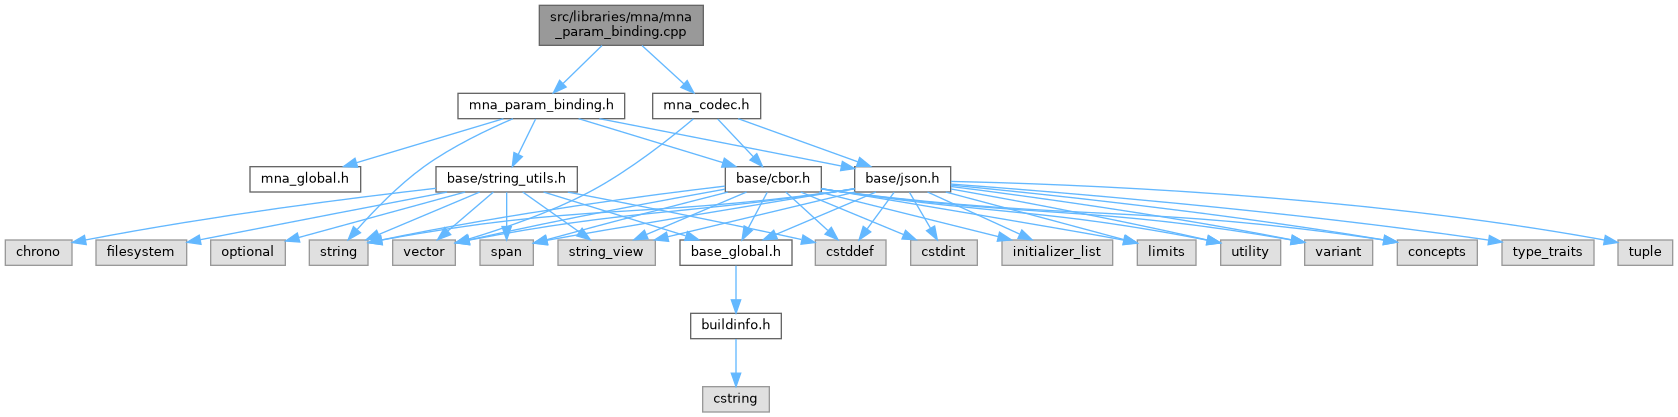 src/libraries/mna/mna
_param_binding.cpp
mna_param_binding.h
mna_codec.h
mna_global.h
base/string_utils.h
base/cbor.h
base/json.h
chrono
filesystem
optional
string
vector
span
string_view
base_global.h
cstddef
cstdint
initializer_list
limits
utility
variant
concepts
type_traits
tuple
buildinfo.h
cstring